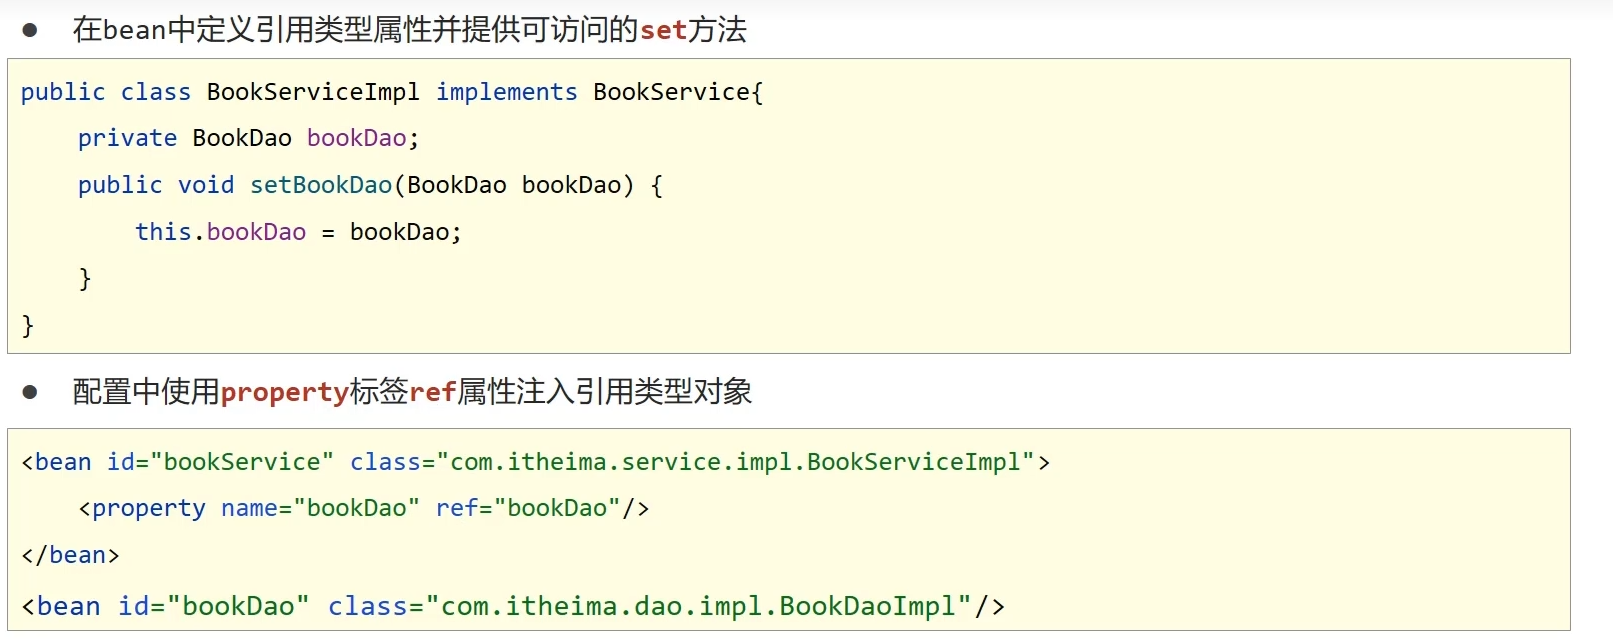 ● 在bean中定义引用类型属性并提供可访问的set方法
public class BookServiceImpl implements BookService{
    private BookDao bookDao;
    public void setBookDao(BookDao bookDao) {
        this.bookDao = bookDao;
    }
}
● 配置中使用property标签ref属性注入引用类型对象
<bean id="bookService" class="com.itheima.service.impl.BookServiceImpl">
    <property name="bookDao" ref="bookDao"/>
</bean>
<bean id="bookDao" class="com.itheima.dao.impl.BookDaoImpl"/>